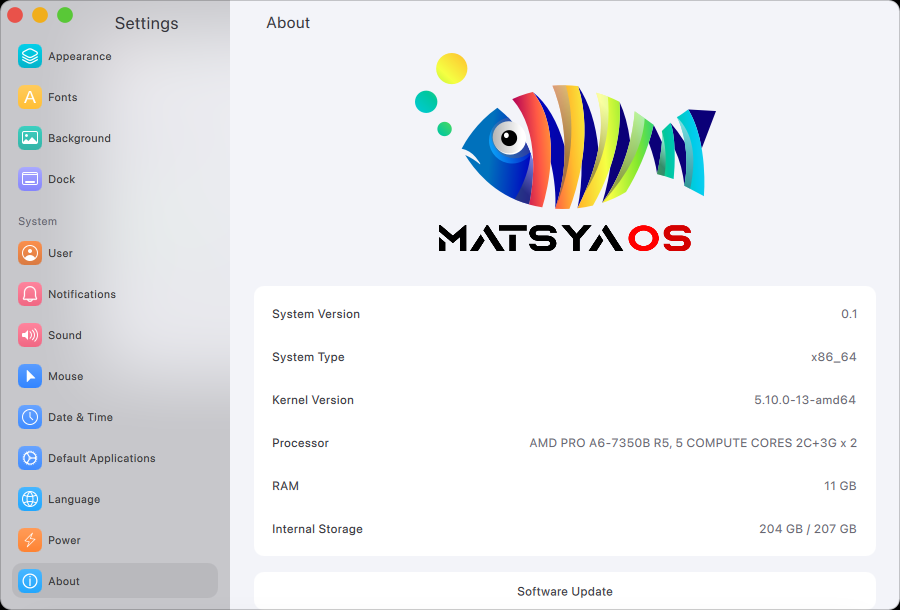 Settings
Appearance
Fonts
Background
Dock
System
User
Notifications
Sound
Mouse
Date & Time
Default Applications
Language
Power
About
About
MATSYAOS
System Version 0.1
System Type x86_64
Kernel Version 5.10.0-13-amd64
Processor AMD PRO A6-7350B R5, 5 COMPUTE CORES 2C+3G x 2
RAM 11 GB
Internal Storage 204 GB / 207 GB
Software Update